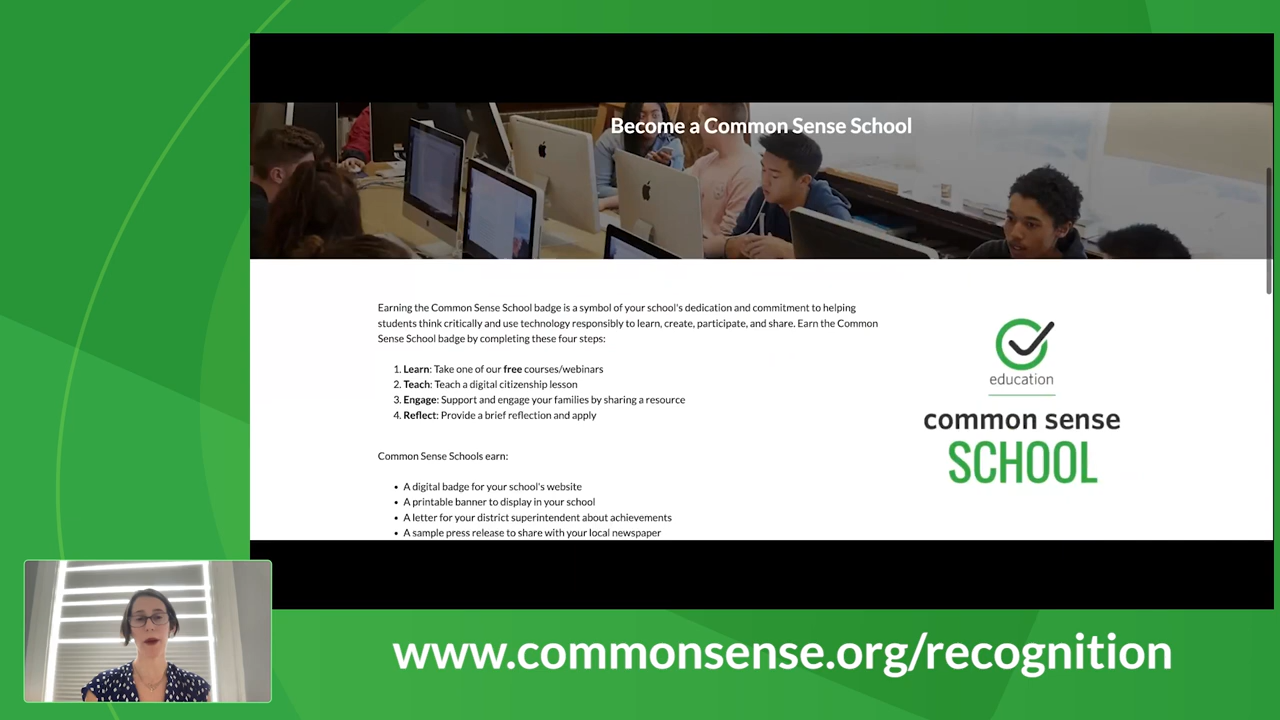 Become a Common Sense School
Earning the Common Sense School badge is a symbol of your school's dedication and commitment to helping
students think critically and use technology responsibly to learn, create, participate, and share. Earn the Common
Sense School badge by completing these four steps:
1. Learn: Take one of our free courses/webinars
2. Teach: Teach a digital citizenship lesson
3. Engage: Support and engage your families by sharing a resource
4. Reflect: Provide a brief reflection and apply
Common Sense Schools earn:
• A digital badge for your school's website
• A printable banner to display in your school
• A letter for your district superintendent about achievements
• A sample press release to share with your local newspaper
education
common sense
SCHOOL
www.commonsense.org/recognition